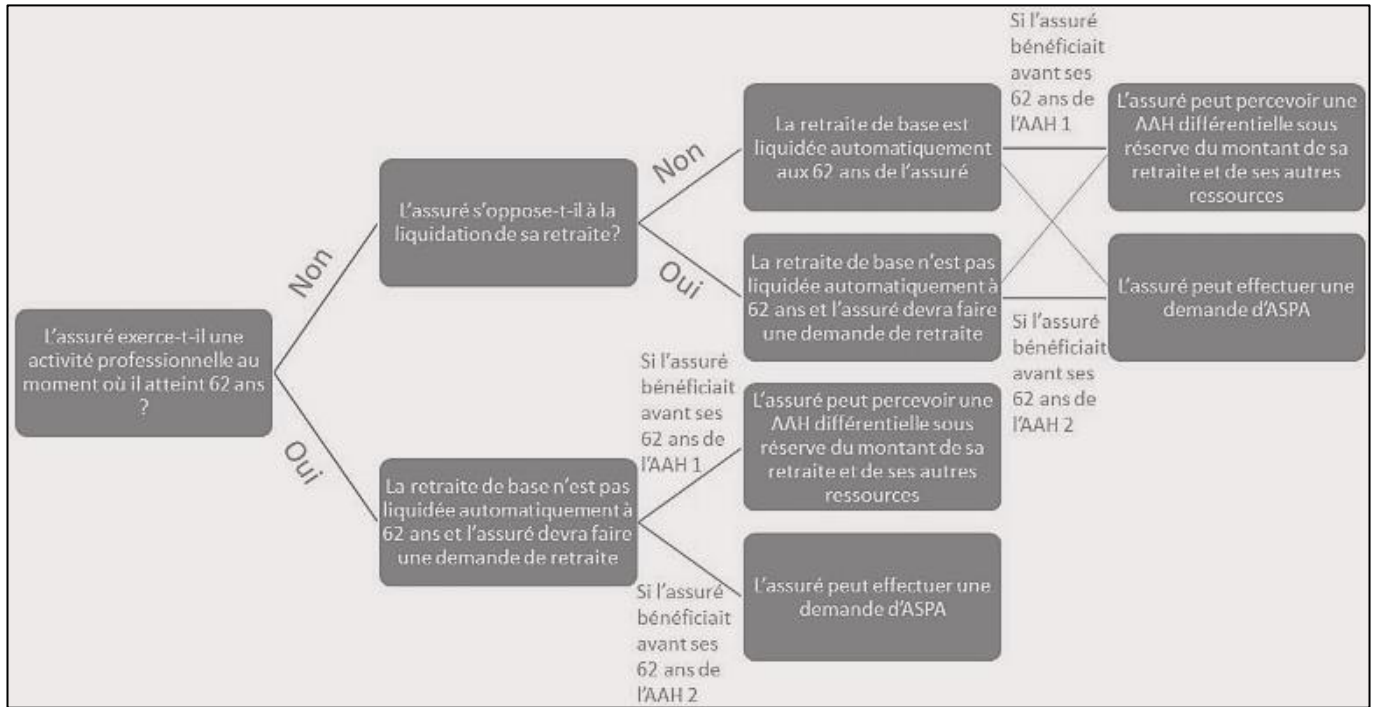 L'assuré exerce-t-il une
activité professionnelle au
moment où il atteint 62 ans
?
Non
Oui
L'assuré s'oppose-t-il à la
liquidation de sa retraite?
Non
Oui
La retraite de base n'est pas
liquidée automatiquement à
62 ans et l'assuré devra faire
une demande de retraite
La retraite de base est
liquidée automatiquement
aux 62 ans de l'assuré
La retraite de base n'est pas
liquidée automatiquement à
62 ans et l'assuré devra faire
une demande de retraite
Si l'assuré
bénéficiait
avant ses
62 ans de
l'AAH 1
L'assuré peut percevoir une
AAH différentielle sous
réserve du montant de sa
retraite et de ses autres
ressources
Si l'assuré
bénéficiait
avant ses
62 ans de
l'AAH 2
L'assuré peut effectuer une
demande d'ASPA
Si l'assuré
bénéficiait
avant ses
62 ans de
l'AAH 1
L'assuré peut percevoir une
AAH différentielle sous
réserve du montant de sa
retraite et de ses autres
ressources
Si l'assuré
bénéficiait
avant ses
62 ans de
l'AAH 2
L'assuré peut effectuer une
demande d'ASPA